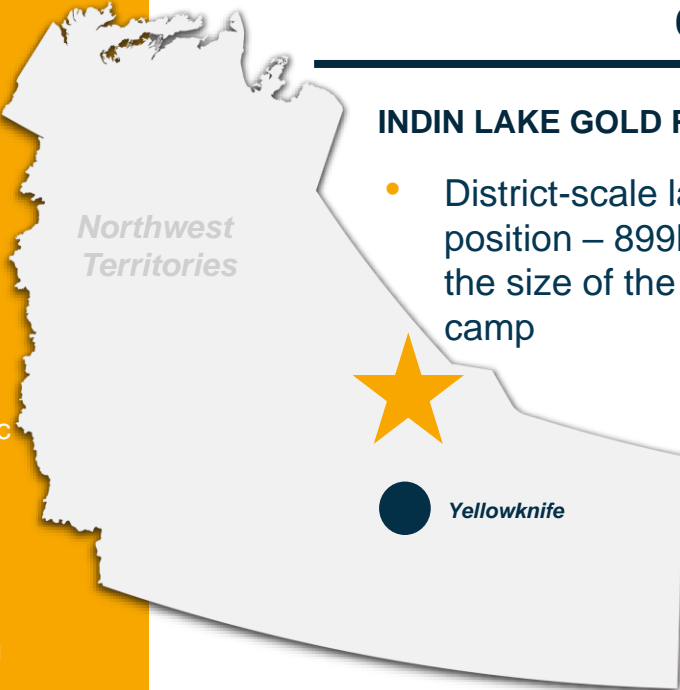 INDIN LAKE GOLD
• District-scale
position – 899
the size of the
camp
Northwest
Territories
Yellowknife